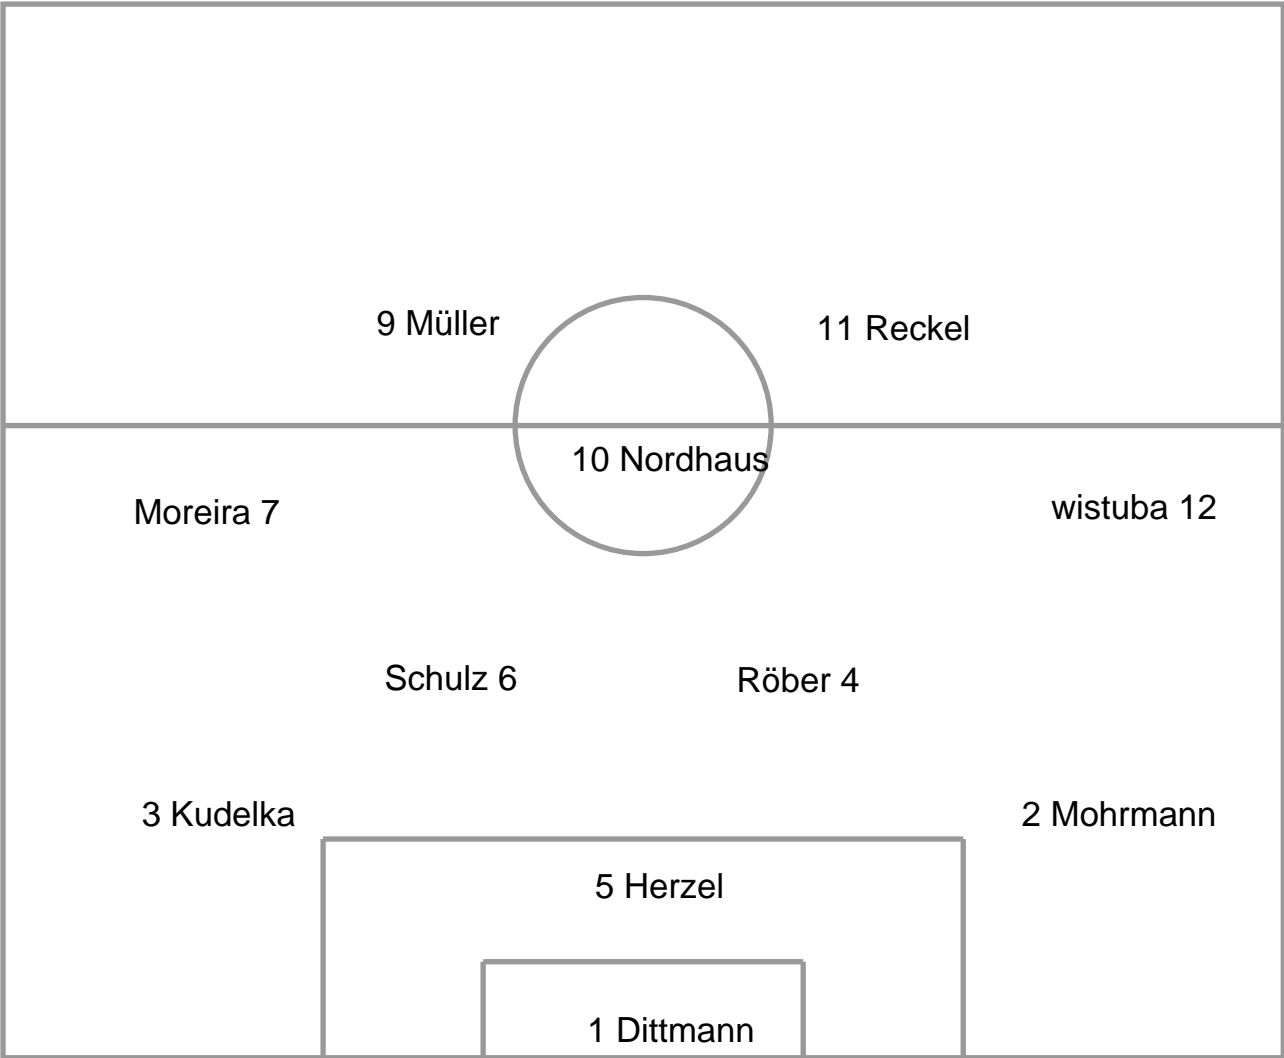 9 Müller
11 Reckel
10 Nordhaus
Moreira 7
wistuba 12
Schulz 6
Röber 4
3 Kudelka
2 Mohrmann
5 Herzel
1 Dittmann